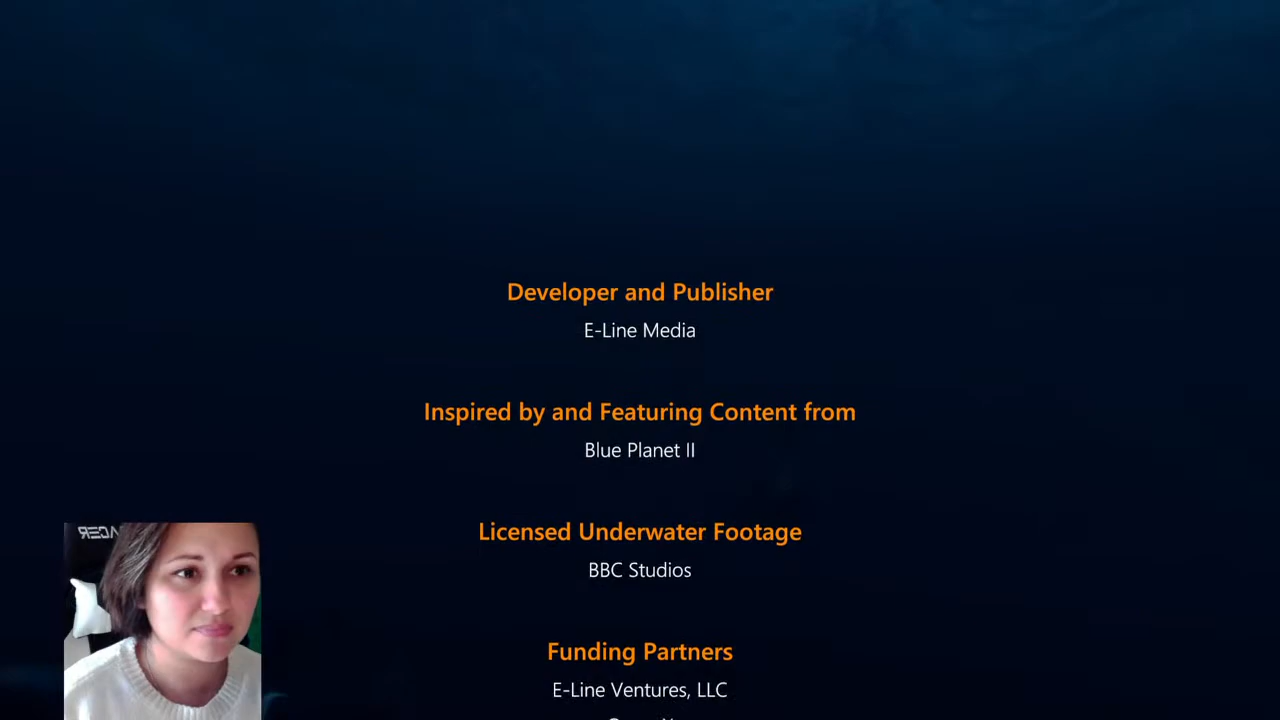 Developer and Publisher
E-Line Media
Inspired by and Featuring Content from
Blue Planet II
Licensed Underwater Footage
BBC Studios
Funding Partners
E-Line Ventures, LLC